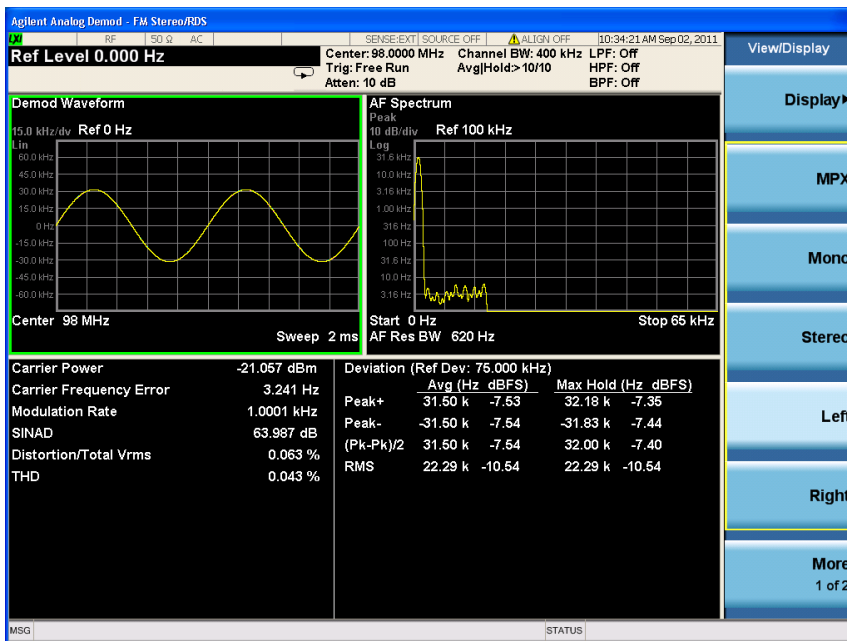 Agilent Analog Demod - FM Stereo/RDS
LXI RF 50 Ω AC SENSE:EXT SOURCE OFF ALIGN OFF 10:34:21 AM Sep 02, 2011
Ref Level 0.000 Hz
Center: 98.0000 MHz Channel BW: 400 kHz LPF: Off
Trig: Free Run Avg|Hold:> 10/10 HPF: Off
Atten: 10 dB BPF: Off
Demod Waveform
15.0 kHz/dv Ref 0 Hz
Lin
60.0 kHz
45.0 kHz
30.0 kHz
15.0 kHz
0 Hz
-15.0 kHz
-30.0 kHz
-45.0 kHz
-60.0 kHz
Center 98 MHz
Sweep 2 ms
AF Spectrum
Peak
10 dB/div Ref 100 kHz
Log
31.6 kHz
10.0 kHz
3.16 kHz
1.00 kHz
316 Hz
100 Hz
31.6 Hz
10.0 Hz
3.16 Hz
Start 0 Hz Stop 65 kHz
AF Res BW 620 Hz
Carrier Power -21.057 dBm
Carrier Frequency Error 3.241 Hz
Modulation Rate 1.0001 kHz
SINAD 63.987 dB
Distortion/Total Vrms 0.063 %
THD 0.043 %
Deviation (Ref Dev: 75.000 kHz)
Avg (Hz dBFS) Max Hold (Hz dBFS)
Peak+ 31.50 k -7.53 32.18 k -7.35
Peak- -31.50 k -7.54 -31.83 k -7.44
(Pk-Pk)/2 31.50 k -7.54 32.00 k -7.40
RMS 22.29 k -10.54 22.29 k -10.54
View/Display
Display
MPX
Mono
Stereo
Left
Right
More
1 of 2
MSG STATUS